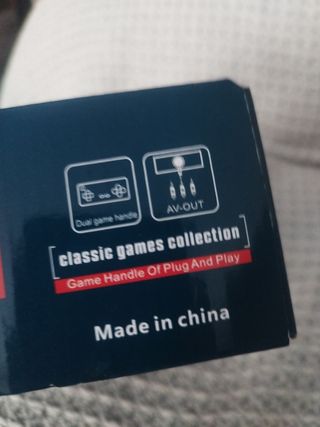 Dual game handle
AV-OUT
classic games collection
Game Handle Of Plug And Play
Made in china